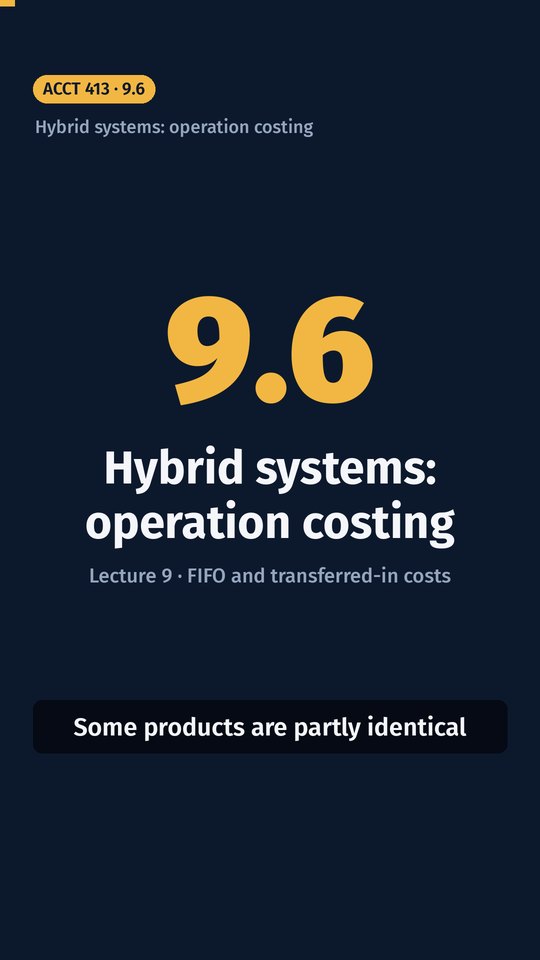 ACCT 413 · 9.6
Hybrid systems: operation costing
9.6
Hybrid systems:
operation costing
Lecture 9 · FIFO and transferred-in costs
Some products are partly identical